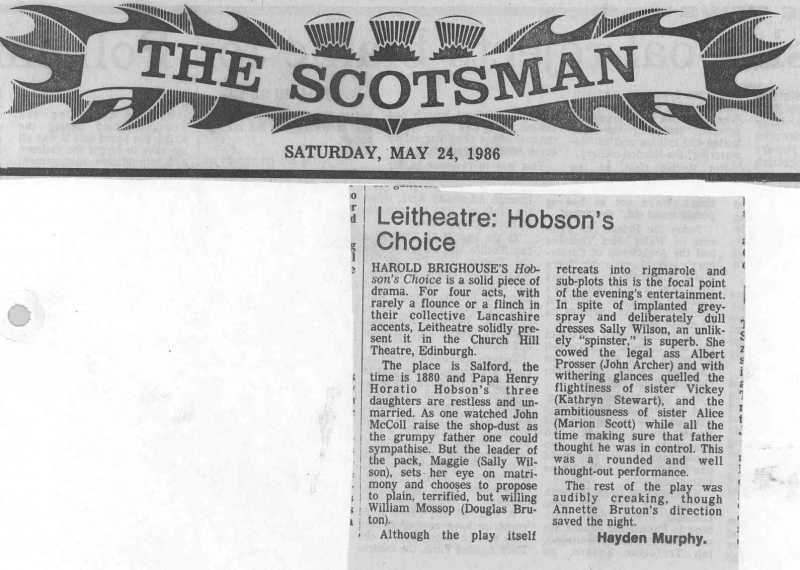 THE SCOTSMAN
SATURDAY, MAY 24, 1986
Leitheatre: Hobson's
Choice
HAROLD BRIGHOUSE'S Hob-
son's Choice is a solid piece of
drama. For four acts, with
rarely a flounce or a flinch in
their collective Lancashire
accents, Leitheatre solidly pre-
sent it in the Church Hill
Theatre, Edinburgh.
The place is Salford, the
time is 1880 and Papa Henry
Horatio Hobson's three
daughters are restless and un-
married. As one watched John
McColl raise the shop-dust as
the grumpy father one could
sympathise. But the leader of
the pack, Maggie (Sally Wil-
son), sets her eye on matri-
mony and chooses to propose
to plain, terrified, but willing
William Mossop (Douglas Bru-
ton).
Although the play itself
retreats into rigmarole and
sub-plots this is the focal point
of the evening's entertainment.
In spite of implanted grey-
spray and deliberately dull
dresses Sally Wilson, an unlik-
ely "spinster," is superb. She
cowed the legal ass Albert
Prosser (John Archer) and with
withering glances quelled the
flightiness of sister Vickey
(Kathryn Stewart), and the
ambitiousness of sister Alice
(Marion Scott) while all the
time making sure that father
thought he was in control. This
was a rounded and well
thought-out performance.
The rest of the play was
audibly creaking, though
Annette Bruton's direction
saved the night.
Hayden Murphy.